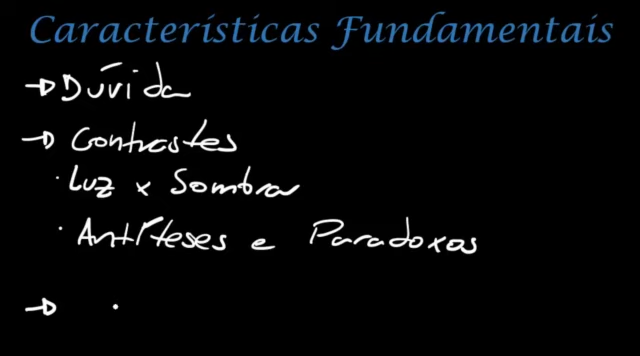 Características Fundamentais
→ Dúvida
→ Contrastes
· Luz x Sombra
· Antíteses e Paradoxos
→